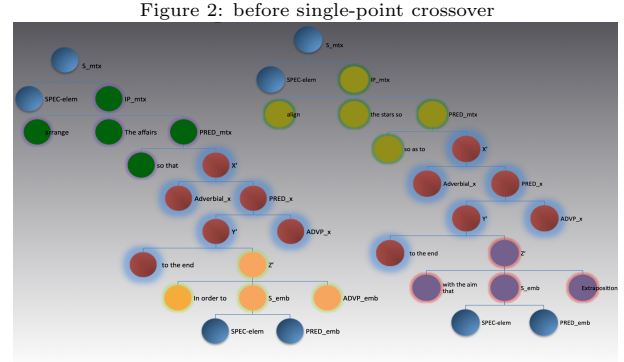 Figure 2: before single-point crossover
S_mtx
SPEC-elem
IP_mtx
arrange
The affairs
PRED_mtx
so that
X'
Adverbial_x
PRED_x
Y'
ADVP_x
to the end
Z'
In order to
S_emb
ADVP_emb
SPEC-elem
PRED_emb
S_mtx
SPEC-elem
IP_mtx
align
the stars so
PRED_mtx
so as to
X'
Adverbial_x
PRED_x
Y'
ADVP_x
to the end
Z'
with the aim
that
S_emb
Extraposition
SPEC-elem
PRED_emb